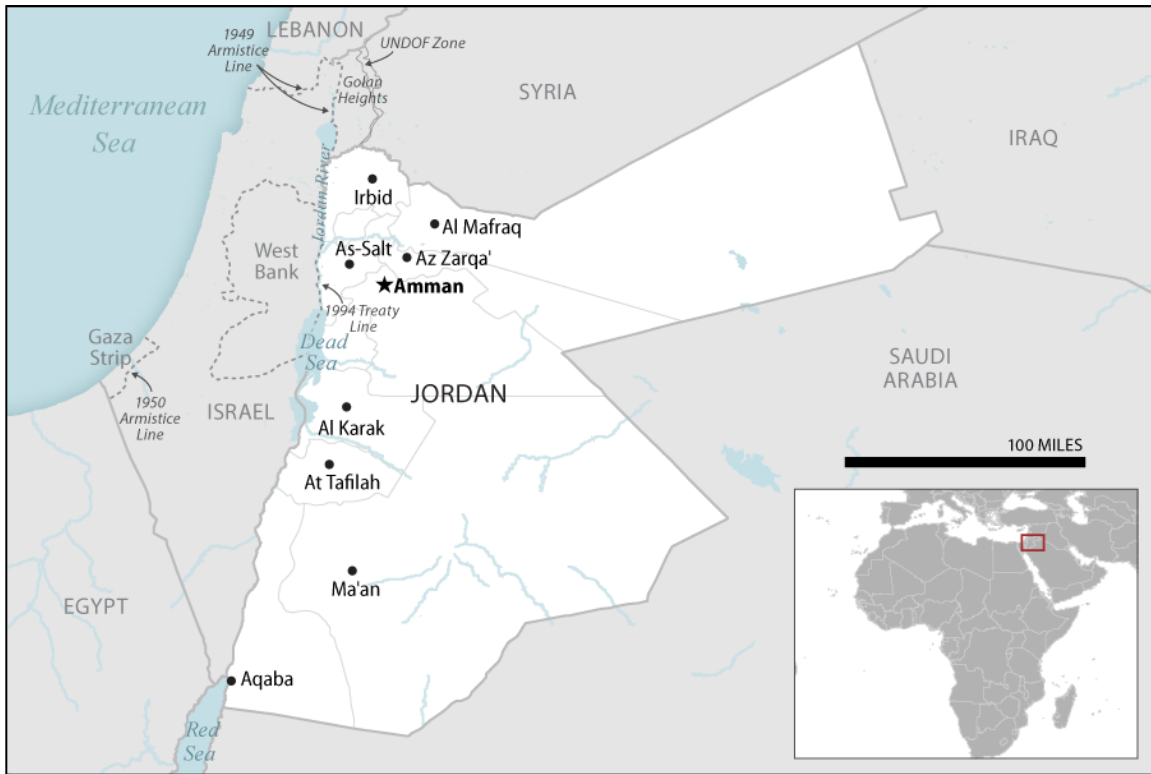 LEBANON
1949
Armistice
Line
UNDOF Zone
Golan
Heights
SYRIA
Mediterranean
Sea
IRAQ
Jordan River
Irbid
Al Mafraq
West
Bank
As-Salt
Az Zarqa'
Amman
1994 Treaty
Line
Gaza
Strip
Dead
Sea
SAUDI
ARABIA
1950
Armistice
Line
ISRAEL
JORDAN
Al Karak
100 MILES
At Tafilah
Ma'an
EGYPT
Aqaba
Red
Sea